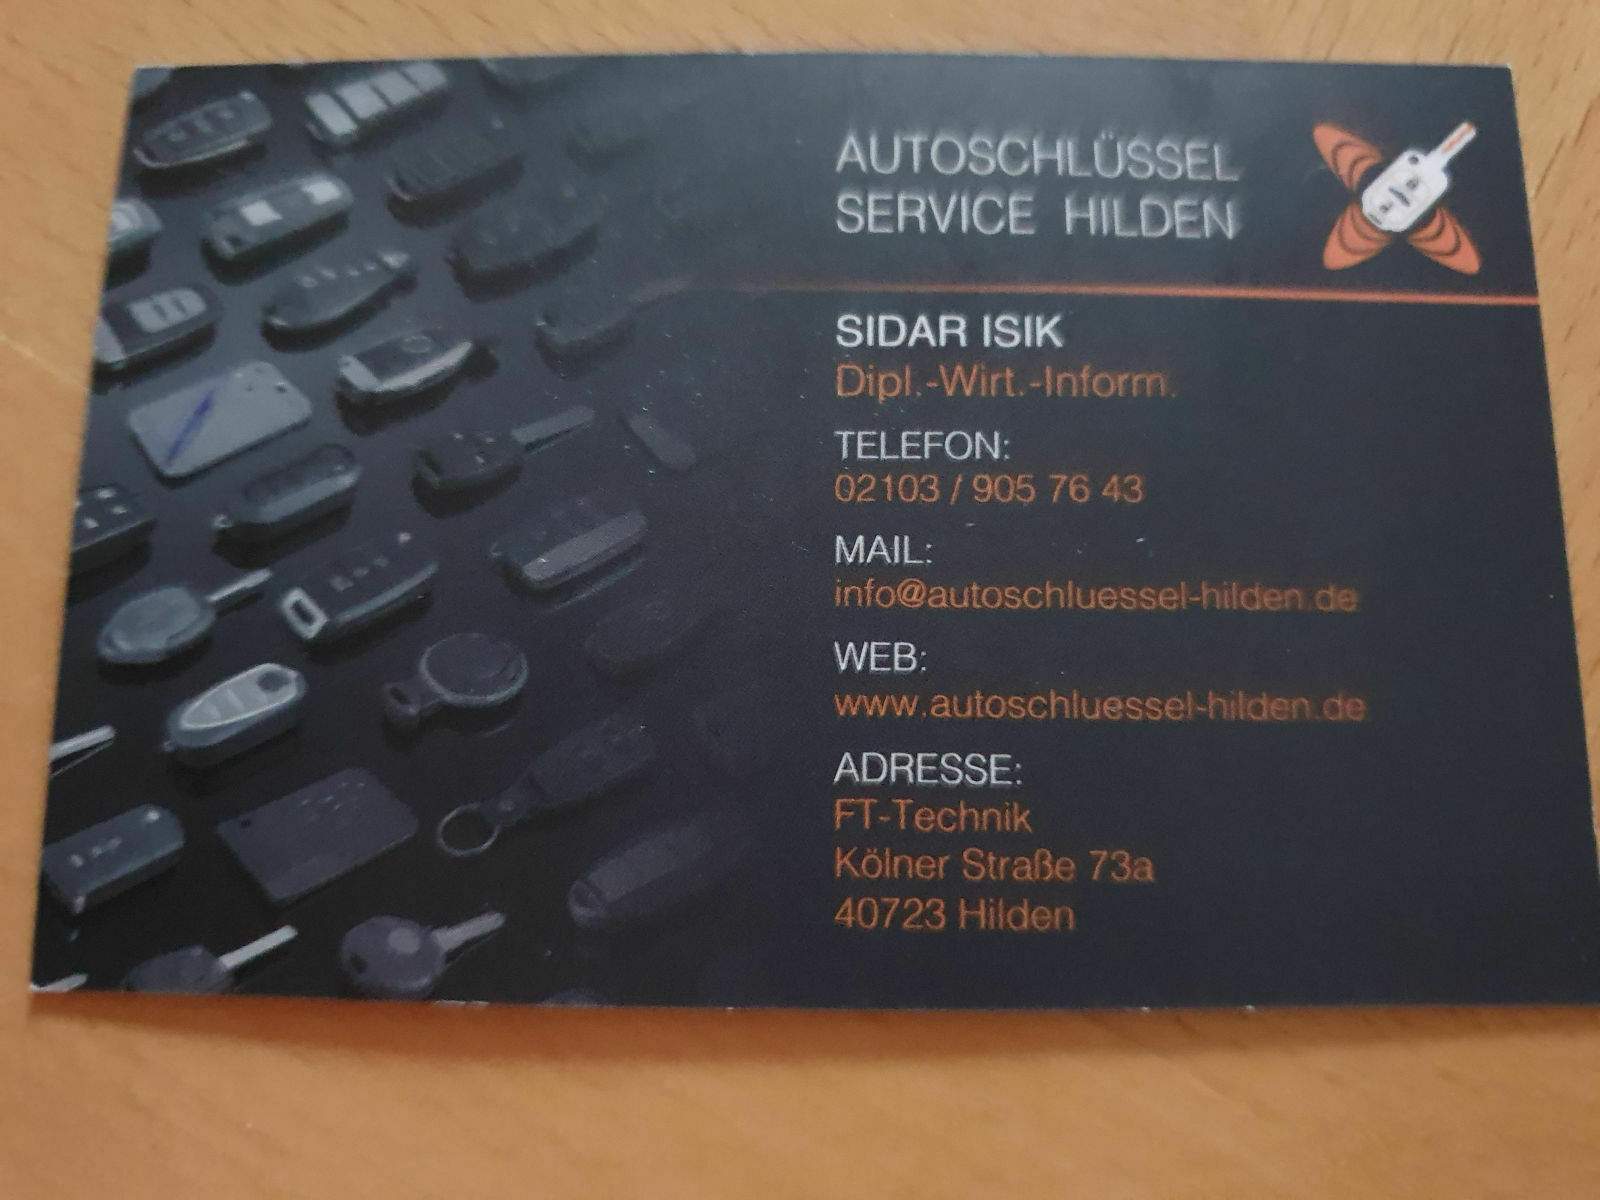 AUTOSCHLÜSSEL
SERVICE HILDEN
SIDAR ISIK
Dipl.-Wirt.-Inform.
TELEFON:
02103 / 905 76 43
MAIL:
info@autoschluessel-hilden.de
WEB:
www.autoschluessel-hilden.de
ADRESSE:
FT-Technik
Kölner Straße 73a
40723 Hilden